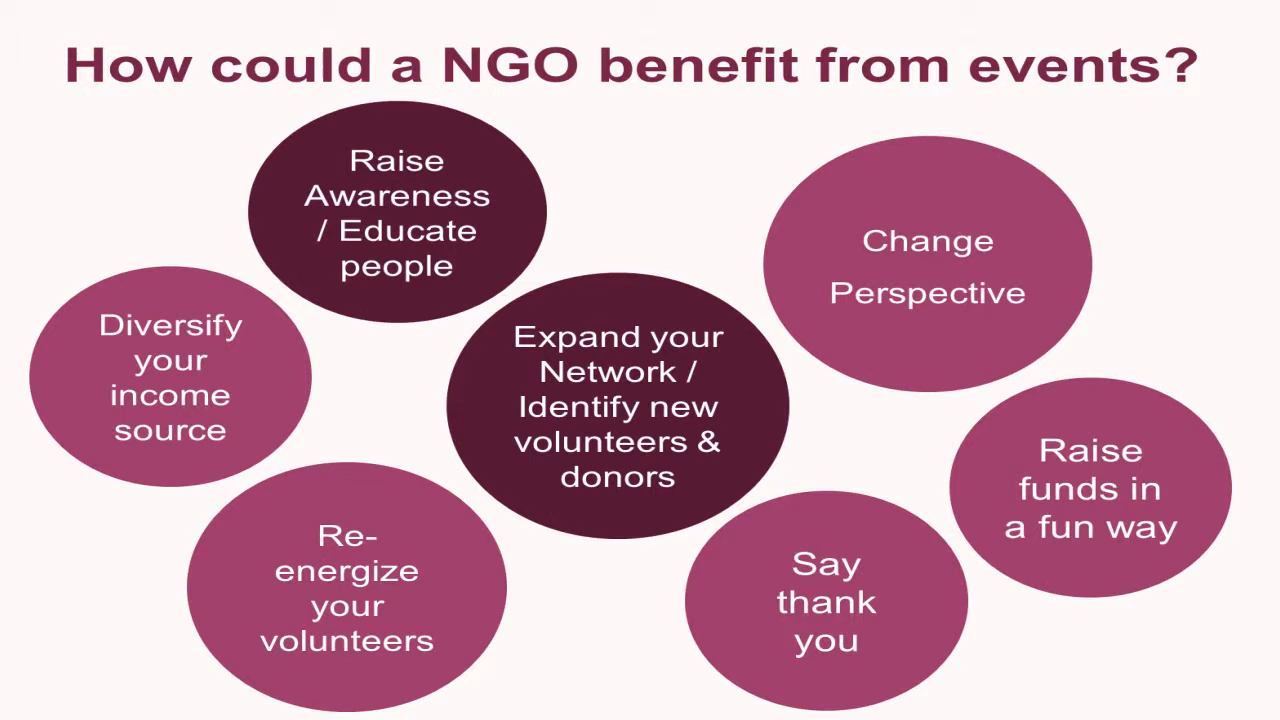 How could a NGO benefit from events?
Raise
Awareness
/ Educate
people
Change
Perspective
Diversify
your
income
source
Expand your
Network /
Identify new
volunteers &
donors
Raise
funds in
a fun way
Re-
energize
your
volunteers
Say
thank
you